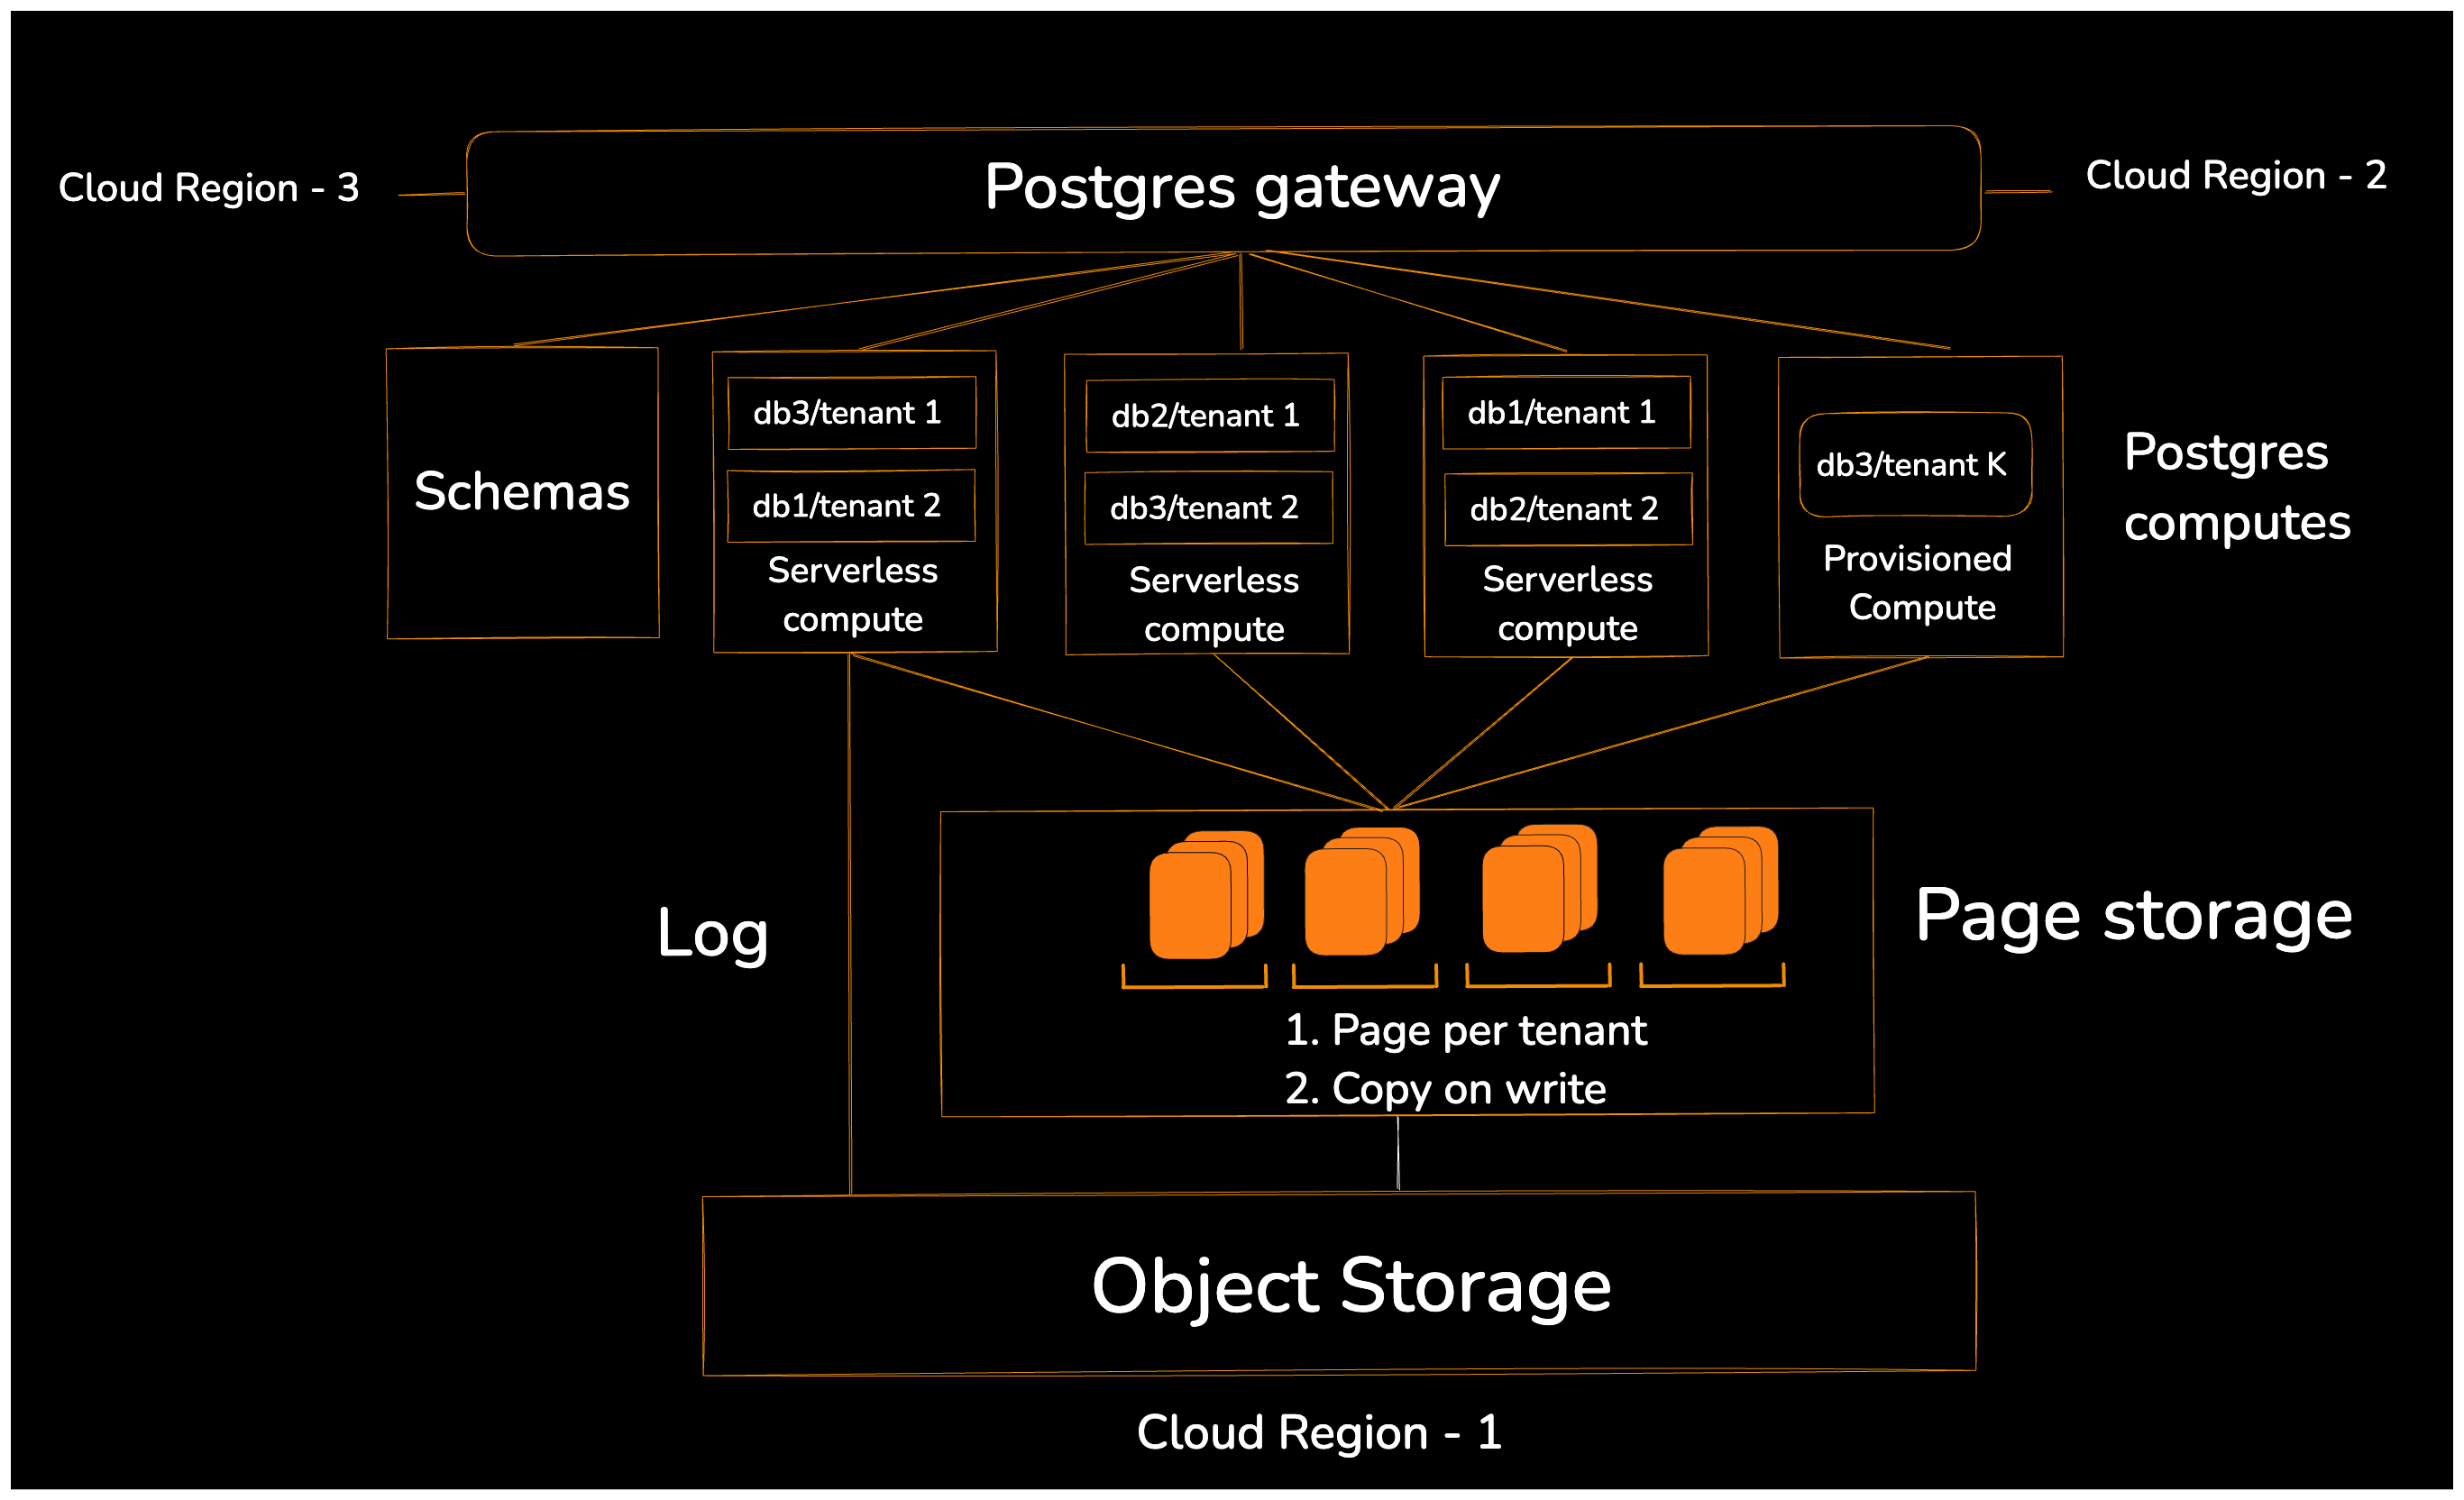 Postgres gateway
Cloud Region - 3
Cloud Region - 2
Schemas
db3/tenant 1
db1/tenant 2
Serverless
compute
db2/tenant 1
db3/tenant 2
Serverless
compute
db1/tenant 1
db2/tenant 2
Serverless
compute
db3/tenant K
Provisioned
Compute
Postgres
computes
Log
1. Page per tenant
2. Copy on write
Page storage
Object Storage
Cloud Region - 1